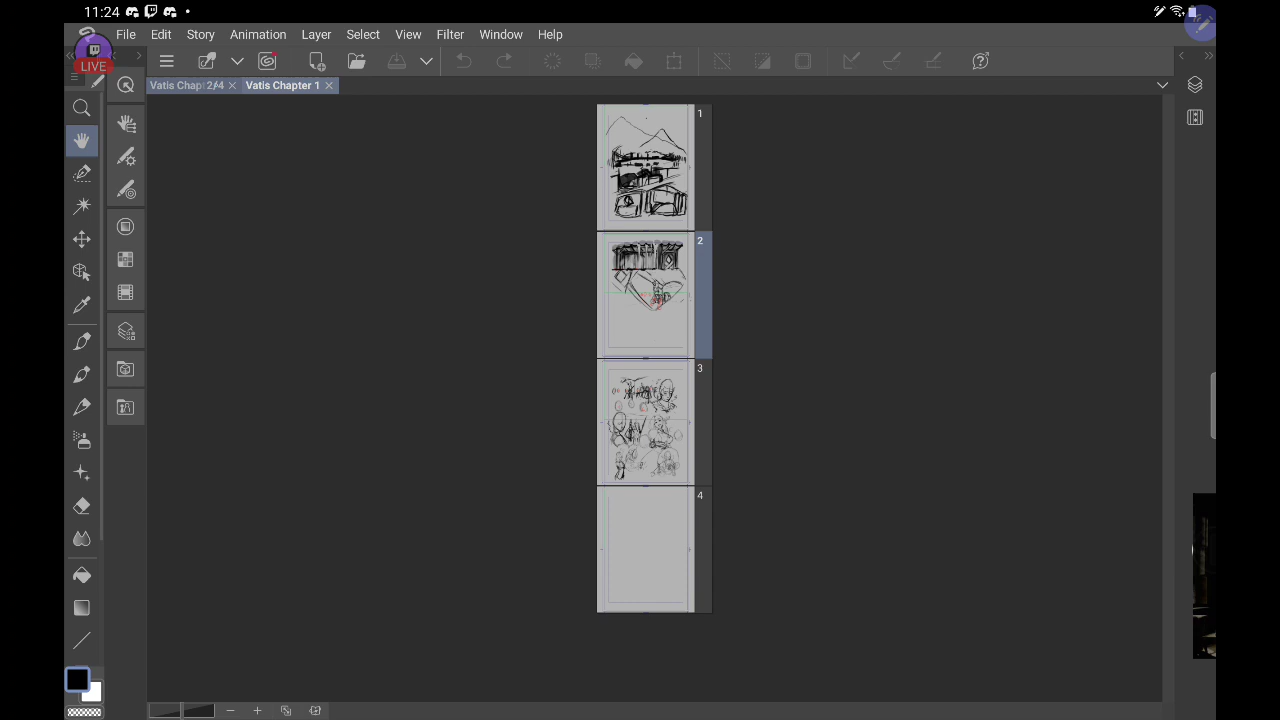 11:24
File Edit Story Animation Layer Select View Filter Window Help
LIVE
Vatis Chap 2/4 Vatis Chapter 1
1
2
3
4